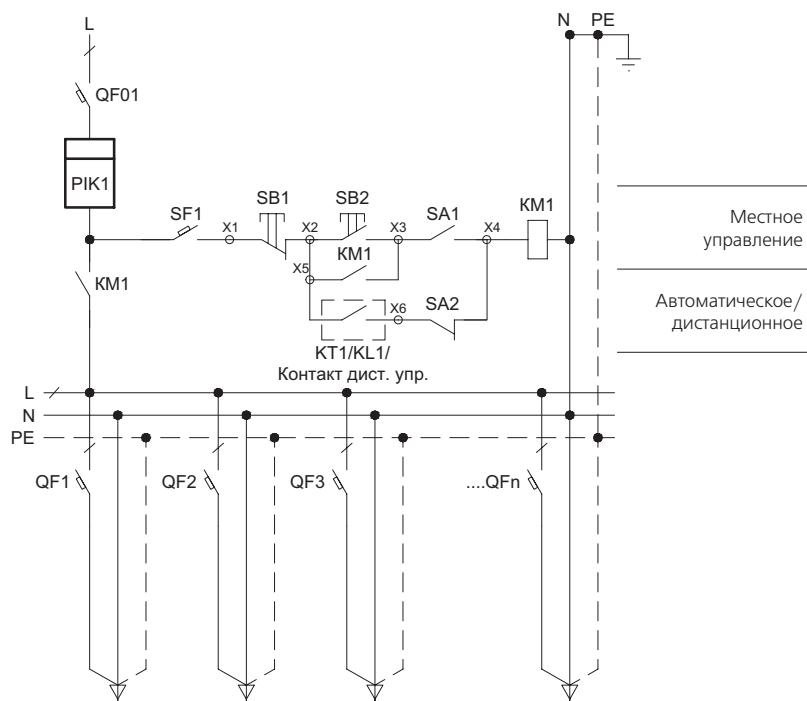 L
N PE
QF01
PIK1
SF1
X1
SB1
X2
SB2
X3
SA1
X4
KM1
KM1
X5
KM1
X6
SA2
KT1/KL1/
Контакт дист. упр.
Местное
управление
Автоматическое/
дистанционное
L
N
PE
QF1
QF2
QF3
....QFn